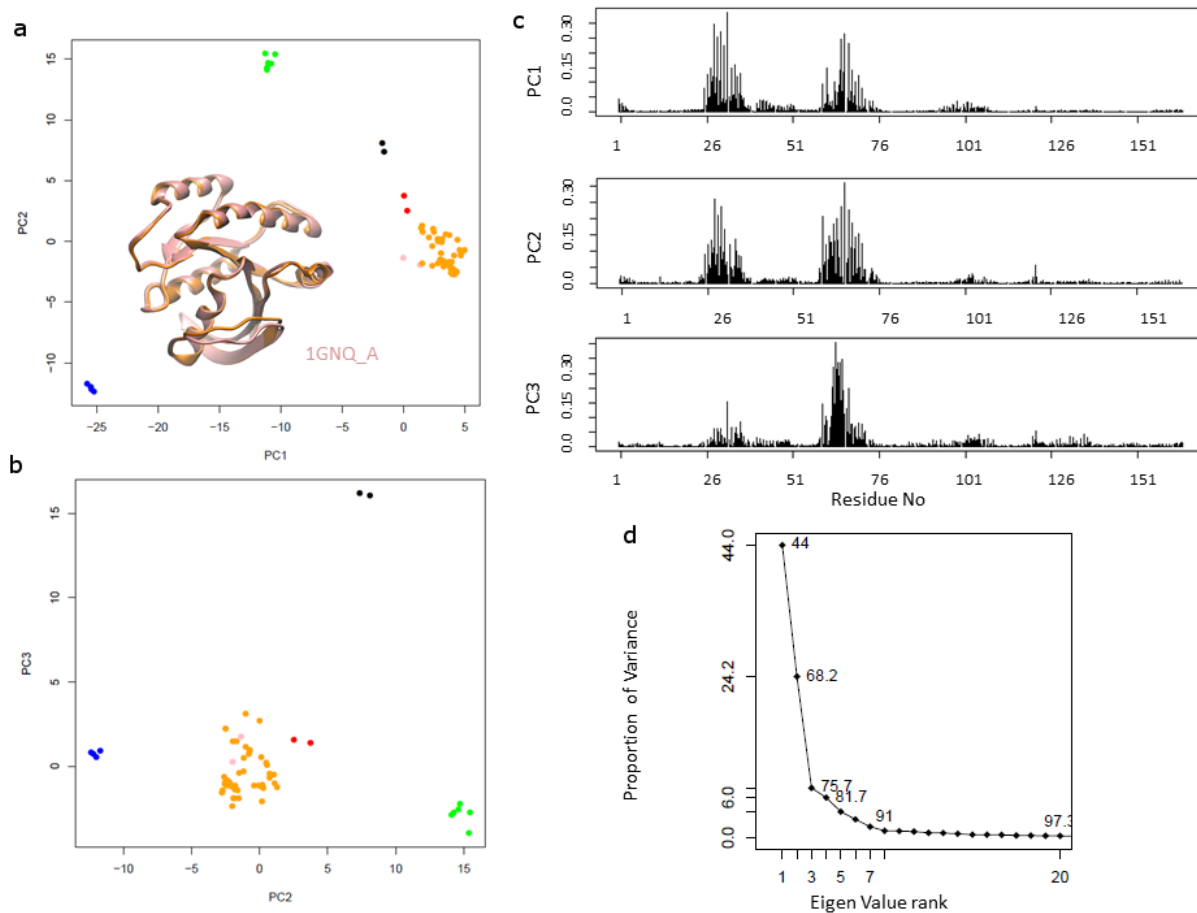 a
15
10
5
0
−5
−10
PC2
1GNQ_A
−25 −20 −15 −10 −5 0 5
PC1
b
15
10
5
0
PC3
−10 −5 0 5 10 15
PC2
c
0.30
0.15
0.0
PC1
1 26 51 76 101 126 151
0.30
0.15
0.0
PC2
1 26 51 76 101 126 151
0.30
0.15
0.0
PC3
1 26 51 76 101 126 151
Residue No
d
44.0
24.2
6.0
0.0
Proportion of Variance
44
68.2
75.7
81.7
91
97.3
1 3 5 7 20
Eigen Value rank